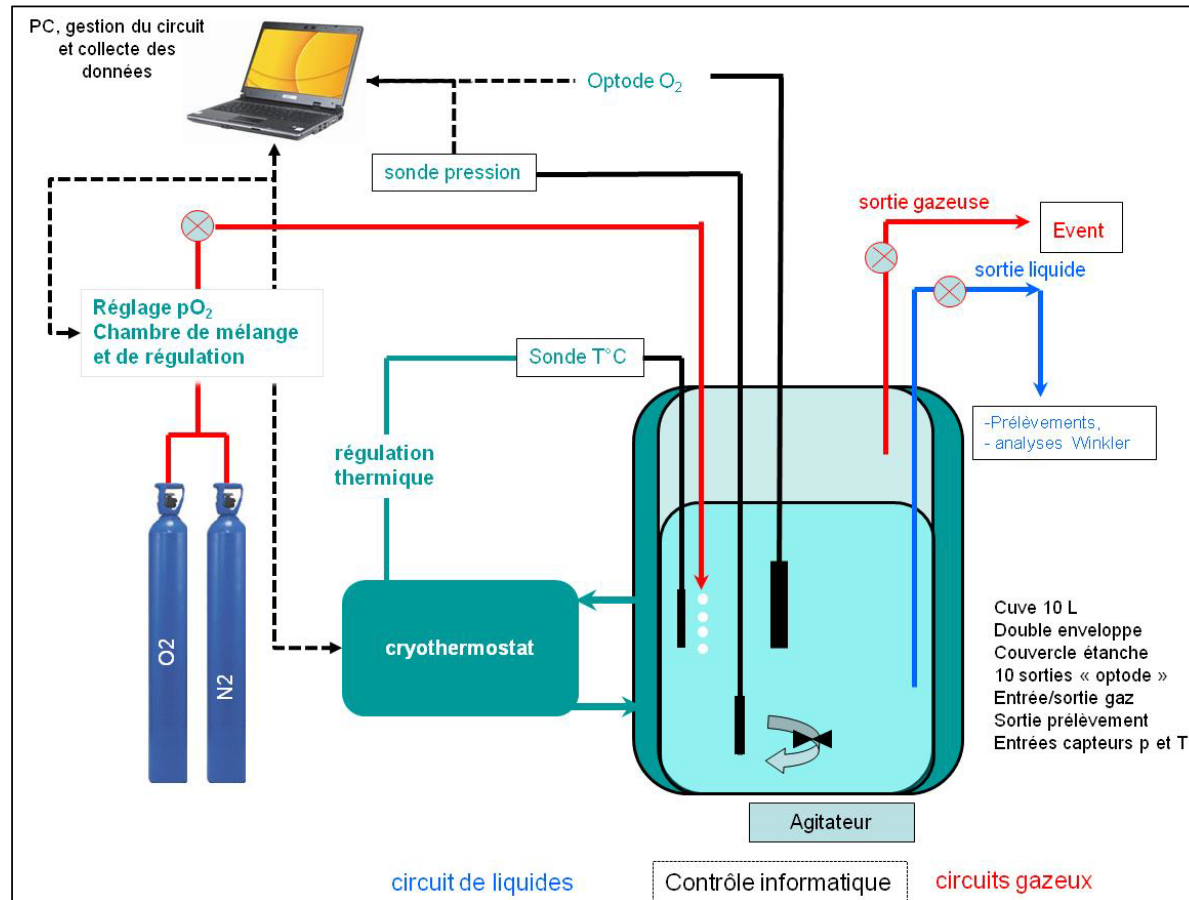 PC, gestion du circuit
et collecte des
données
Optode O₂
sonde pression
sortie gazeuse
Event
sortie liquide
Réglage pO₂
Chambre de mélange
et de régulation
Sonde T°C
-Prélèvements,
- analyses Winkler
régulation
thermique
O2
N2
cryothermostat
Cuve 10 L
Double enveloppe
Couvercle étanche
10 sorties « optode »
Entrée/sortie gaz
Sortie prélèvement
Entrées capteurs p et T
Agitateur
circuit de liquides
Contrôle informatique
circuits gazeux